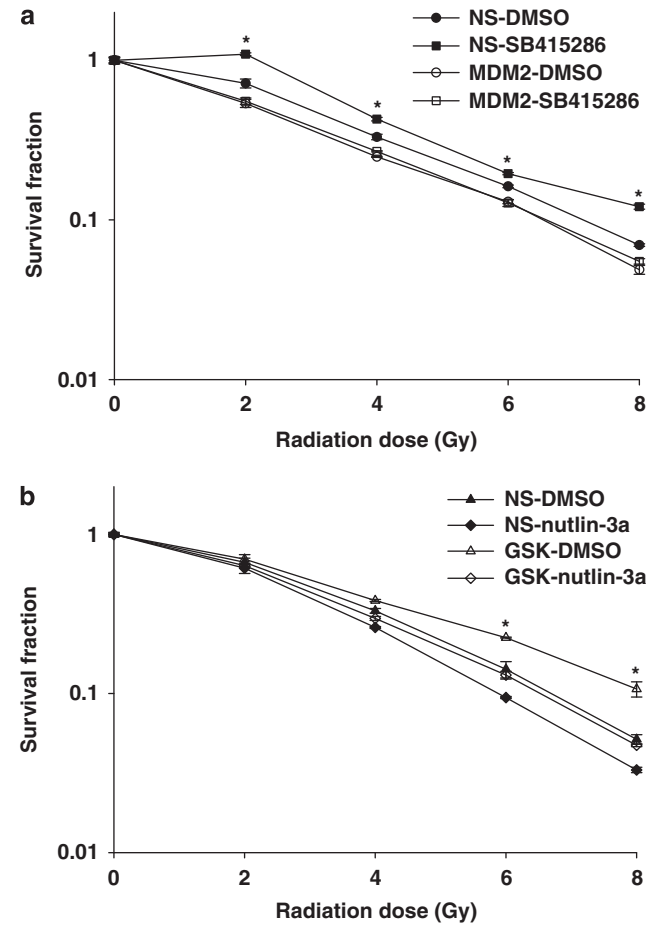 a
NS-DMSO
NS-SB415286
MDM2-DMSO
MDM2-SB415286
1
0.1
0.01
Survival fraction
*
*
*
*
0 2 4 6 8
Radiation dose (Gy)
b
NS-DMSO
NS-nutlin-3a
GSK-DMSO
GSK-nutlin-3a
1
0.1
0.01
Survival fraction
*
*
0 2 4 6 8
Radiation dose (Gy)